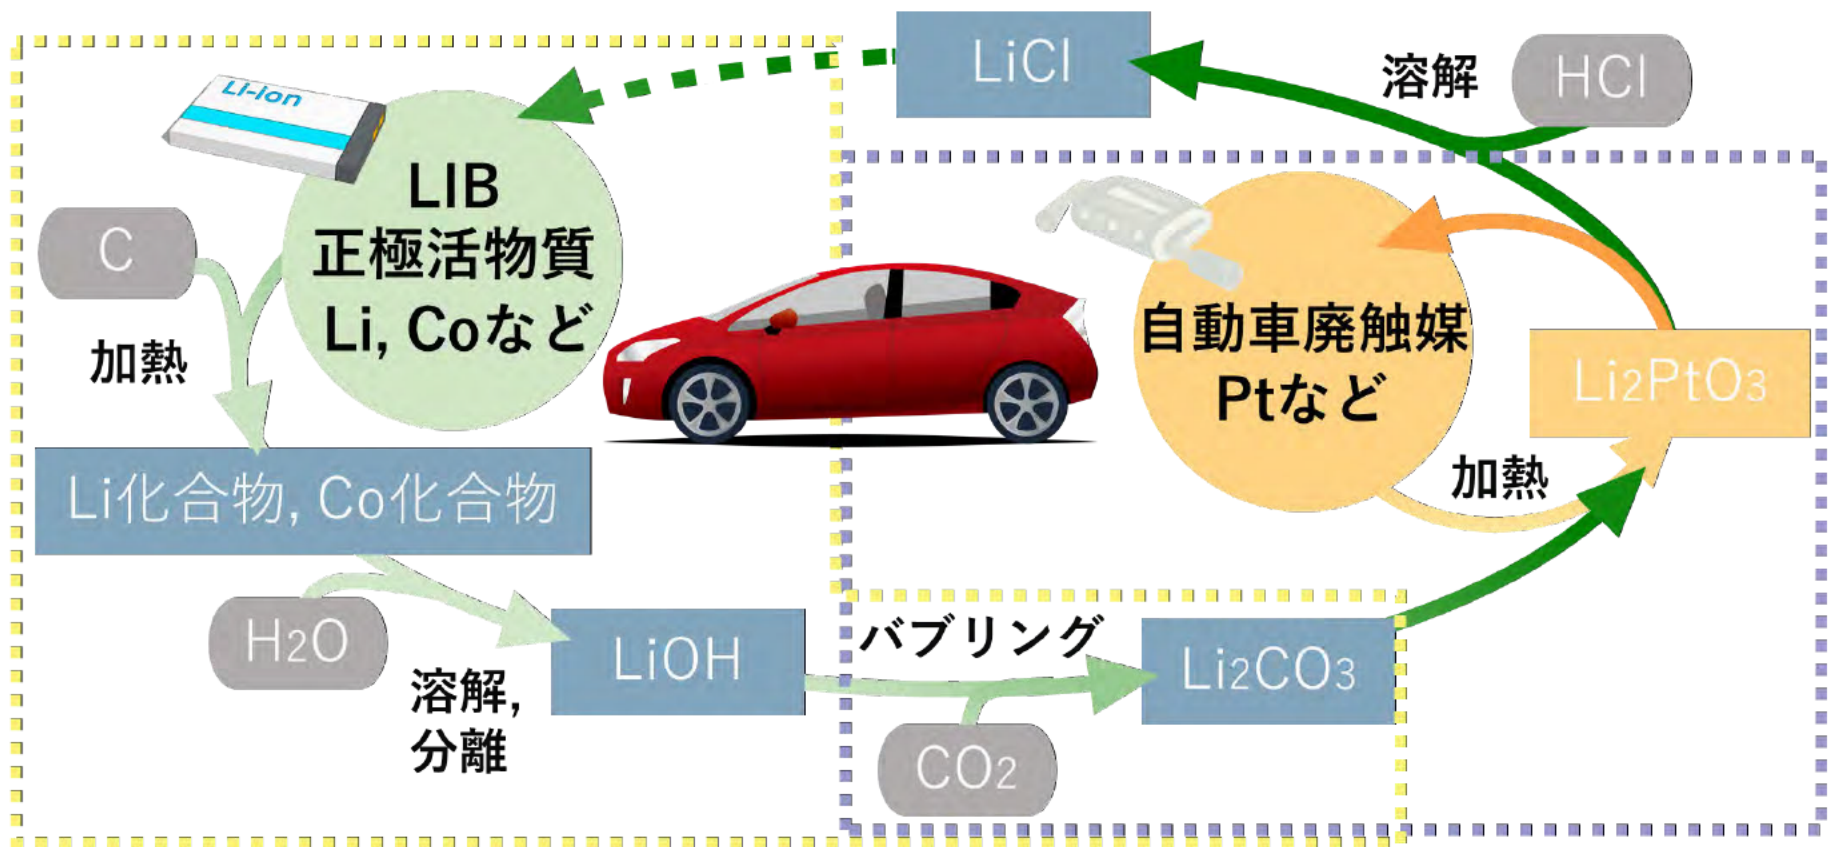 LiCl
溶解
HCl
Li-ion
LIB
正極活物質
Li, Coなど
C
加熱
自動車廃触媒
Ptなど
Li2PtO3
加熱
Li化合物, Co化合物
H2O
溶解,
分離
LiOH
バブリング
CO2
Li2CO3